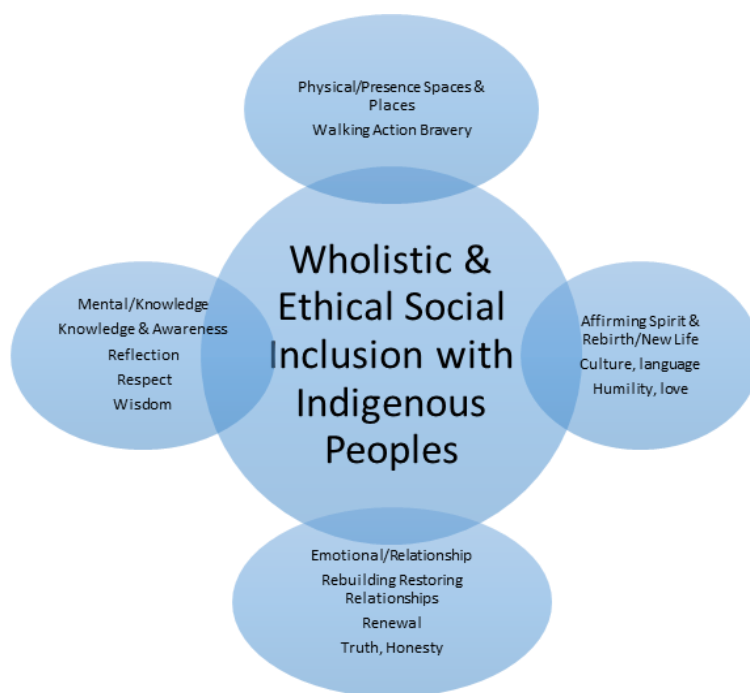 Physical/Presence Spaces &
Places
Walking Action Bravery
Wholistic &
Ethical Social
Inclusion with
Indigenous
Peoples
Mental/Knowledge
Knowledge & Awareness
Reflection
Respect
Wisdom
Affirming Spirit &
Rebirth/New Life
Culture, language
Humility, love
Emotional/Relationship
Rebuilding Restoring
Relationships
Renewal
Truth, Honesty